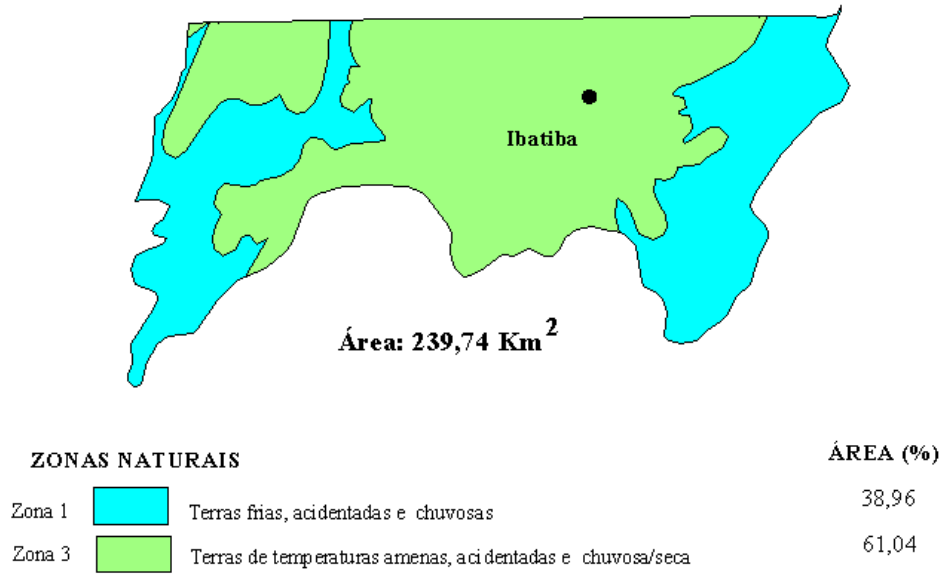 Ibatiba
Área: 239,74 Km²
ZONAS NATURAIS ÁREA (%)
Zona 1 Terras frias, acidentadas e chuvosas 38,96
Zona 3 Terras de temperaturas amenas, acidentadas e chuvosa/seca 61,04